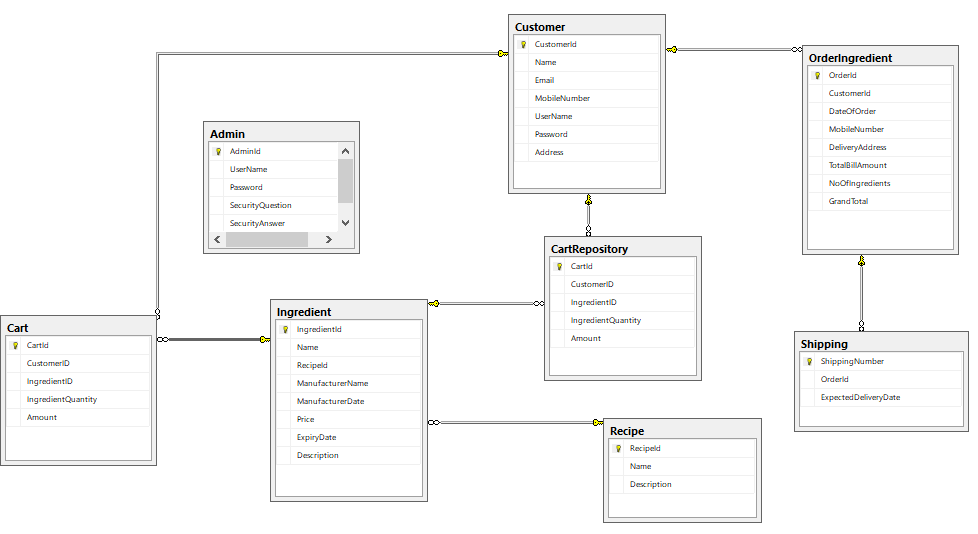 Customer
CustomerId
Name
Email
MobileNumber
UserName
Password
Address
OrderIngredient
OrderId
CustomerId
DateOfOrder
MobileNumber
DeliveryAddress
TotalBillAmount
NoOfIngredients
GrandTotal
Admin
AdminId
UserName
Password
SecurityQuestion
SecurityAnswer
CartRepository
CartId
CustomerID
IngredientID
IngredientQuantity
Amount
Ingredient
IngredientId
Name
RecipeId
ManufacturerName
ManufacturerDate
Price
ExpiryDate
Description
Cart
CartId
CustomerID
IngredientID
IngredientQuantity
Amount
Shipping
ShippingNumber
OrderId
ExpectedDeliveryDate
Recipe
RecipeId
Name
Description